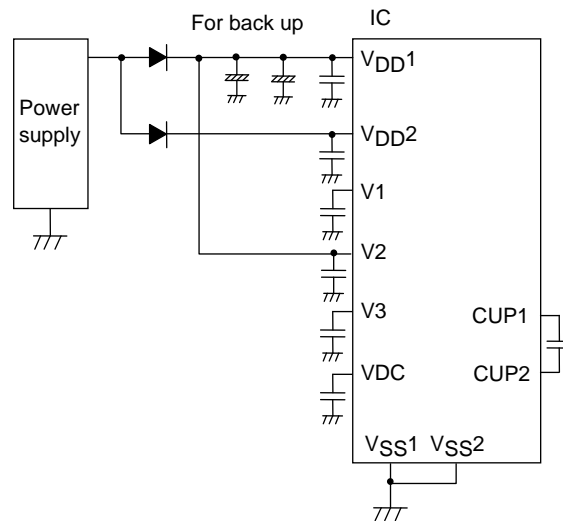 For back up
IC
Power
supply
VDD1
VDD2
V1
V2
V3
VDC
CUP1
CUP2
VSS1 VSS2